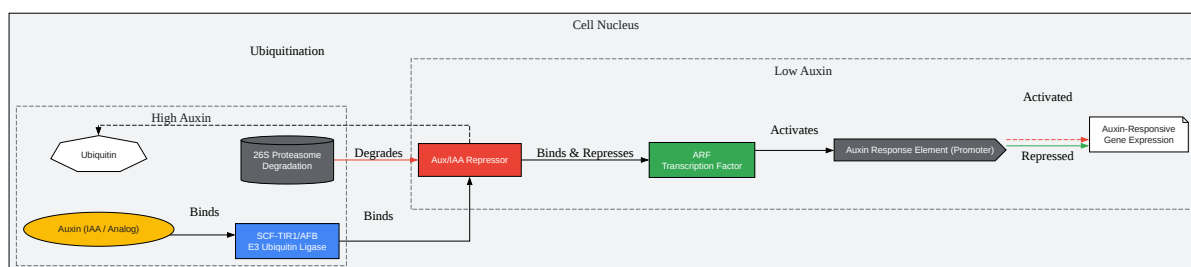 Cell Nucleus
Ubiquitination
Low Auxin
Activated
High Auxin
Ubiquitin
26S Proteasome
Degradation
Degrades
Aux/IAA Repressor
Binds & Represses
ARF
Transcription Factor
Activates
Auxin Response Element (Promoter)
Repressed
Auxin-Responsive
Gene Expression
Auxin (IAA / Analog)
Binds
SCF-TIR1/AFB
E3 Ubiquitin Ligase
Binds